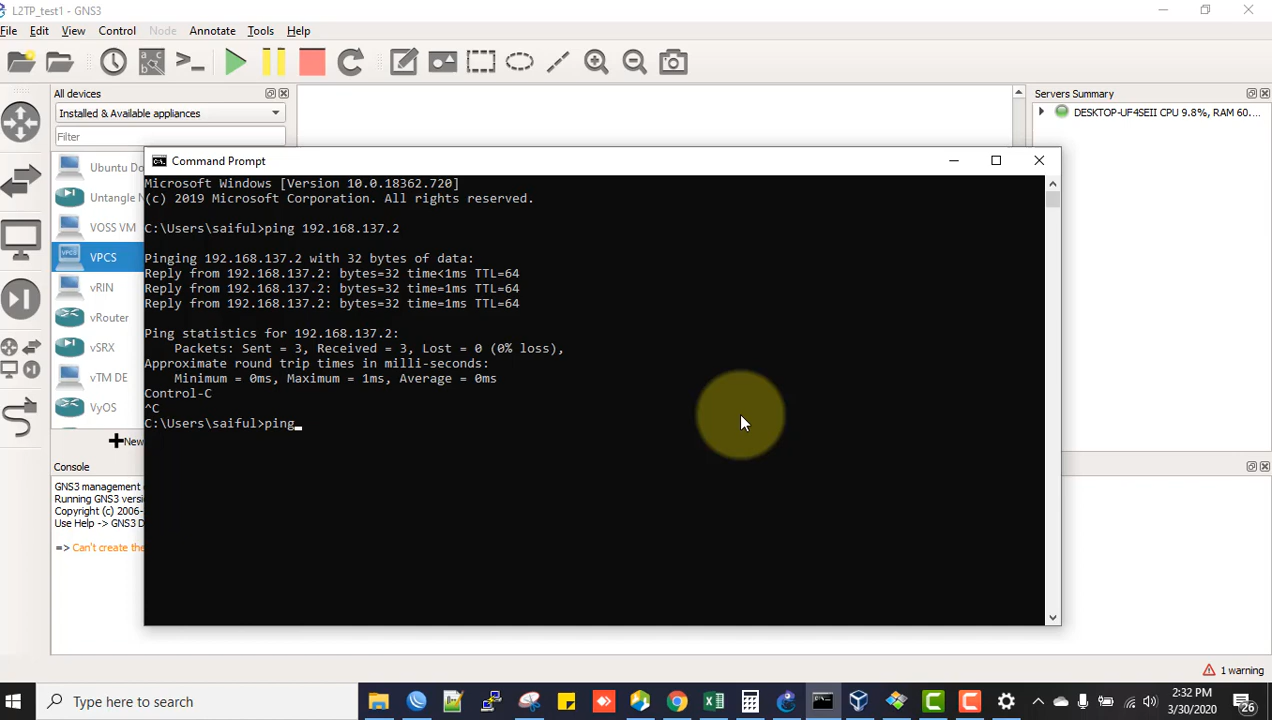 L2TP_test1 - GNS3
File Edit View Control Node Annotate Tools Help
All devices
Installed & Available appliances
Filter
Ubuntu Do
Untangle N
VOSS VM
VPCS
vRIN
vRouter
vSRX
vTM DE
VyOS
New
Servers Summary
DESKTOP-UF4SEII CPU 9.8%, RAM 60....
Command Prompt
Microsoft Windows [Version 10.0.18362.720]
(c) 2019 Microsoft Corporation. All rights reserved.
C:\Users\saiful>ping 192.168.137.2
Pinging 192.168.137.2 with 32 bytes of data:
Reply from 192.168.137.2: bytes=32 time<1ms TTL=64
Reply from 192.168.137.2: bytes=32 time=1ms TTL=64
Reply from 192.168.137.2: bytes=32 time=1ms TTL=64
Ping statistics for 192.168.137.2:
Packets: Sent = 3, Received = 3, Lost = 0 (0% loss),
Approximate round trip times in milli-seconds:
Minimum = 0ms, Maximum = 1ms, Average = 0ms
Control-C
^C
C:\Users\saiful>ping
Console
GNS3 management
Running GNS3 versi
Copyright (c) 2006-
Use Help -> GNS3 D
=> Can't create the
1 warning
Type here to search
2:32 PM
3/30/2020
26